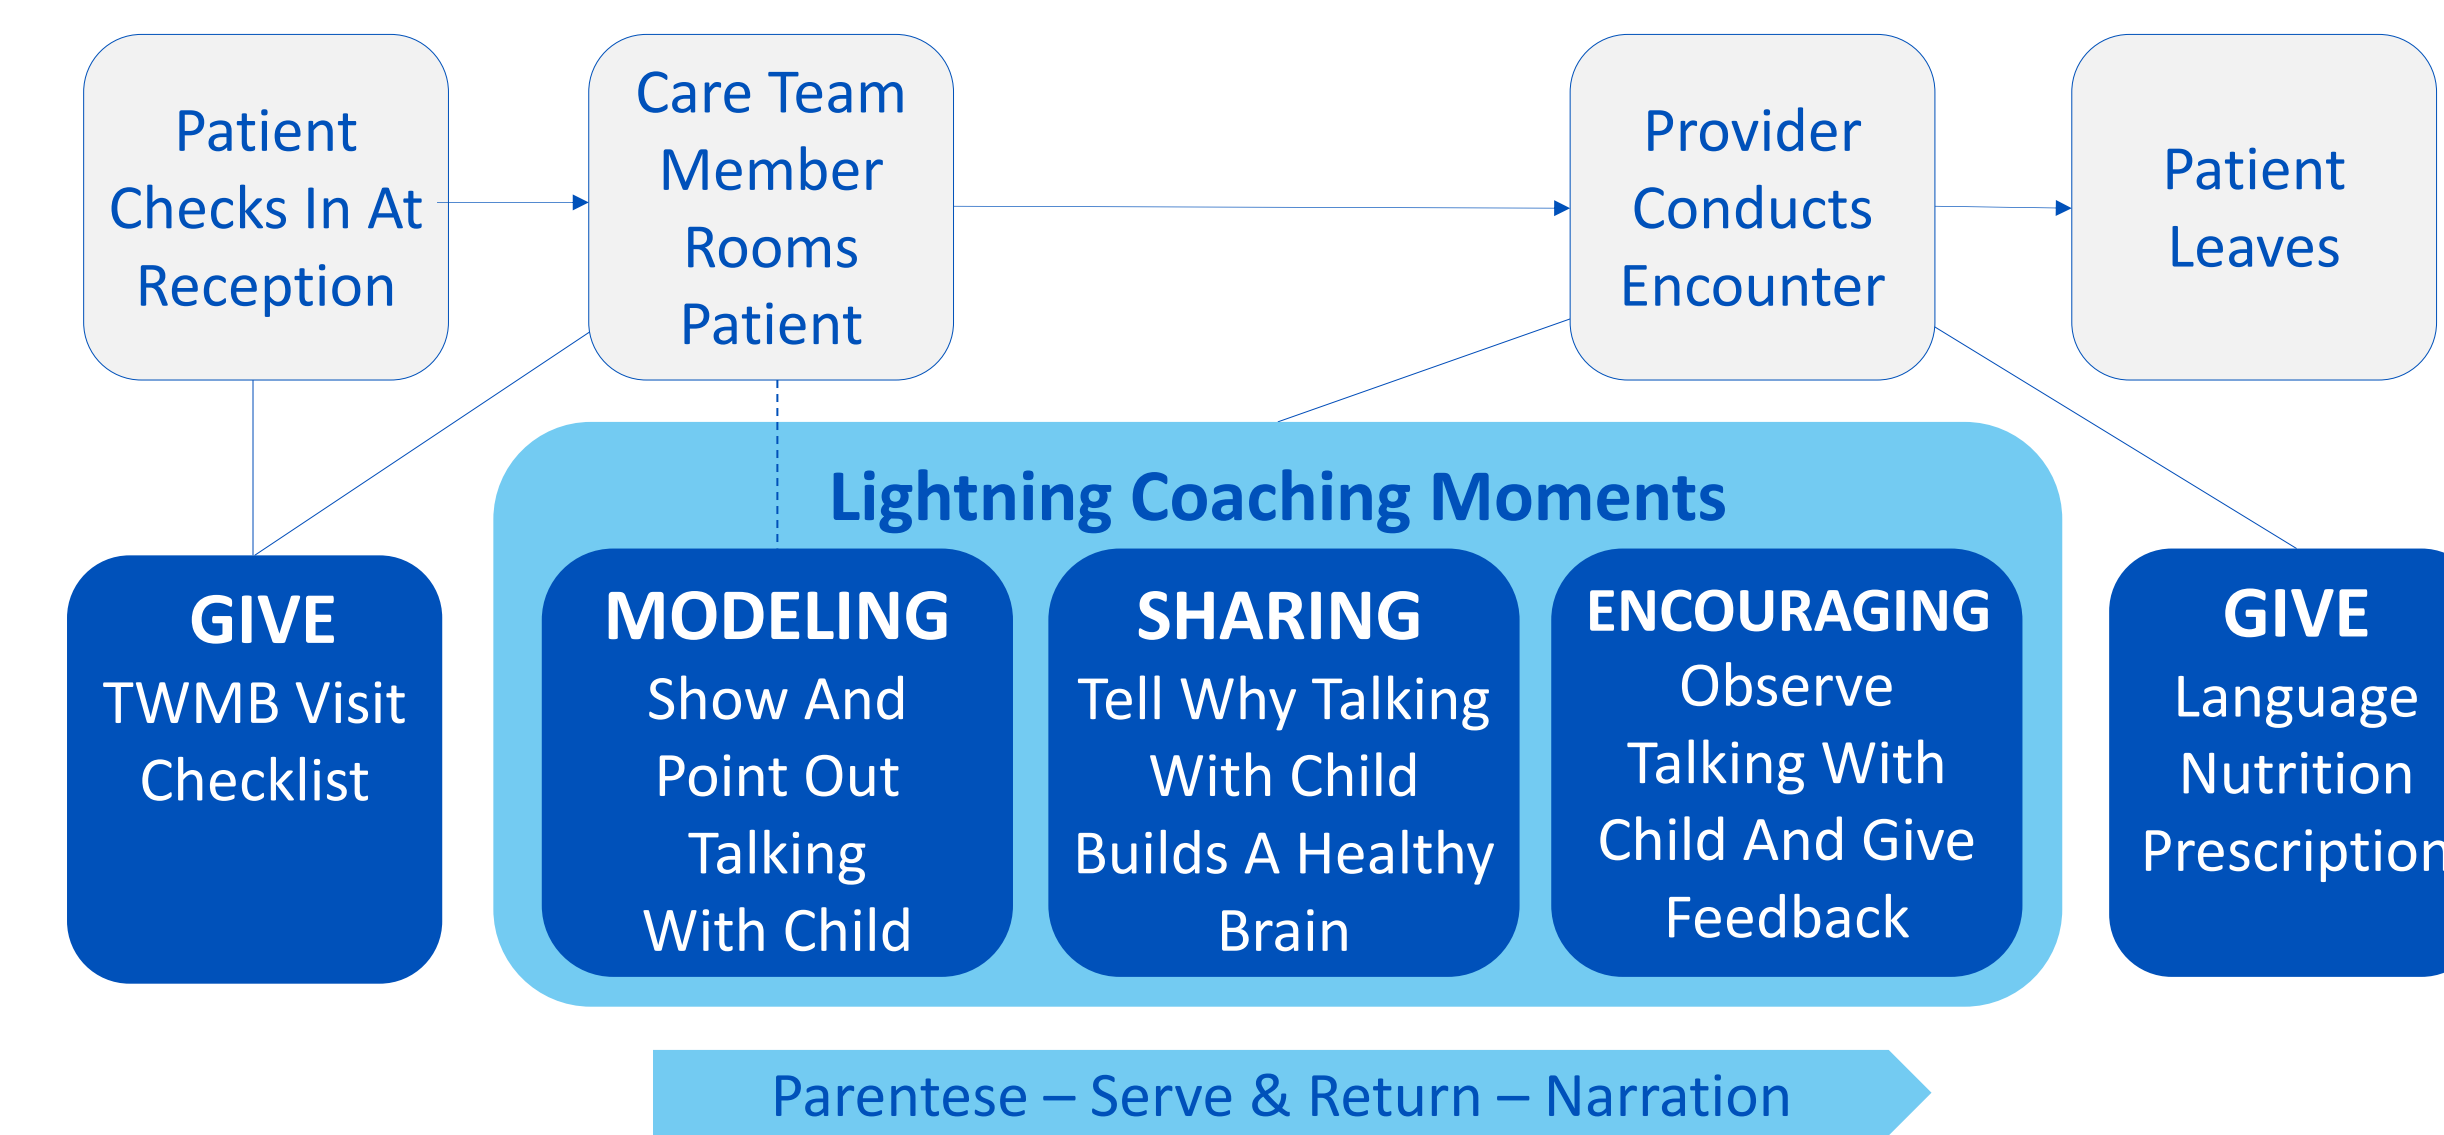 Patient
Checks In At
Reception
Care Team
Member
Rooms
Patient
Provider
Conducts
Encounter
Patient
Leaves
Lightning Coaching Moments
GIVE
TWMB Visit
Checklist
MODELING
Show And
Point Out
Talking
With Child
SHARING
Tell Why Talking
With Child
Builds A Healthy
Brain
ENCOURAGING
Observe
Talking With
Child And Give
Feedback
GIVE
Language
Nutrition
Prescription
Parentese – Serve & Return – Narration